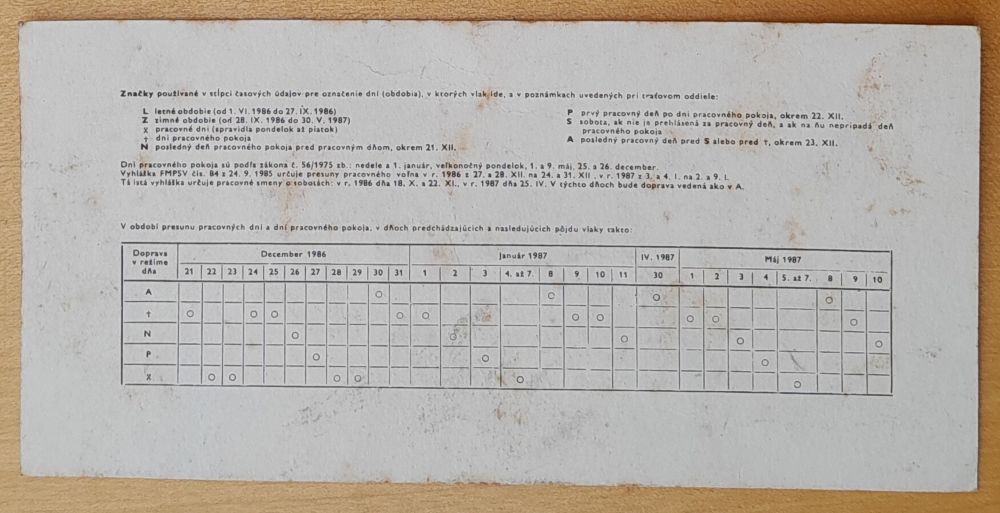 Značky používané v stĺpci časových údajov pre označenie dní (obdobia), v ktorých vlak ide, a v poznámkach uvedených pri traťovom oddiele:
L letné obdobie (od 1. VI. 1986 do 27. IX. 1986)
Z zimné obdobie (od 28. IX. 1986 do 30. V. 1987)
X pracovné dni (spravidla pondelok až piatok)
† dni pracovného pokoja
N posledný deň pracovného pokoja pred pracovným dňom, okrem 21. XII.
P prvý pracovný deň po dni pracovného pokoja, okrem 22. XII.
S sobota, ak nie je prehlásená za pracovný deň, a ak na ňu nepripadá deň
pracovného pokoja
A posledný pracovný deň pred S alebo pred †, okrem 23. XII.
Dni pracovného pokoja sú podľa zákona č. 56/1975 zb.: nedele a 1. január, veľkonočný pondelok, 1. a 9. máj, 25. a 26. december.
Vyhláška FMPSV čís. 84 z 24. 9. 1985 určuje presuny pracovného voľna v r. 1986 z 27. a 28. XII. na 24. a 31. XII., v r. 1987 z 3. a 4. I. na 2. a 9. I.
Tá istá vyhláška určuje pracovné smeny o sobotách: v r. 1986 dňa 18. X. a 22. XI., v r. 1987 dňa 25. IV. V týchto dňoch bude doprava vedená ako v A.
V období presunu pracovných dní a dní pracovného pokoja, v dňoch predchádzajúcich a nasledujúcich pôjdu vlaky takto:
Doprava v režime dňa December 1986 Január 1987 IV. 1987 Máj 1987
21 22 23 24 25 26 27 28 29 30 31 1 2 3 4. až 7. 8 9 10 11 30 1 2 3 4 5. až 7. 8 9 10
A ○ ○ ○ ○
† ○ ○ ○ ○ ○ ○ ○ ○ ○ ○
N ○ ○ ○ ○ ○
P ○ ○ ○
X ○ ○ ○ ○ ○ ○